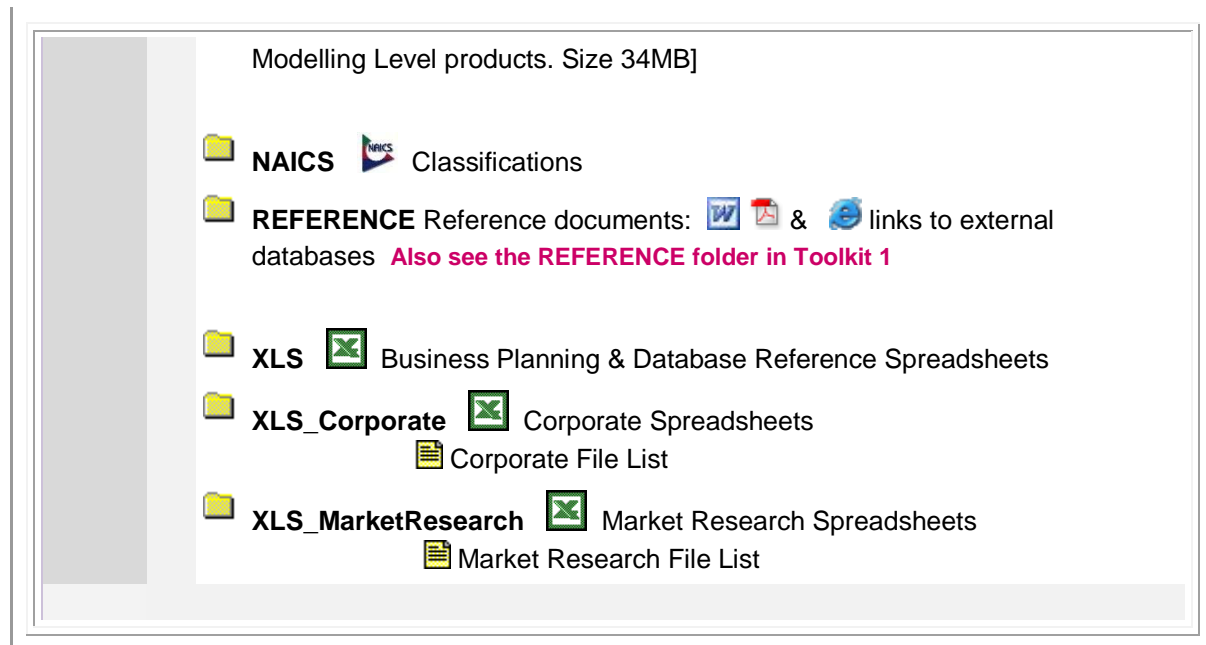 Modelling Level products. Size 34MB]
NAICS NAICS Classifications
REFERENCE Reference documents: W & links to external
databases Also see the REFERENCE folder in Toolkit 1
XLS Business Planning & Database Reference Spreadsheets
XLS_Corporate Corporate Spreadsheets
Corporate File List
XLS_MarketResearch Market Research Spreadsheets
Market Research File List